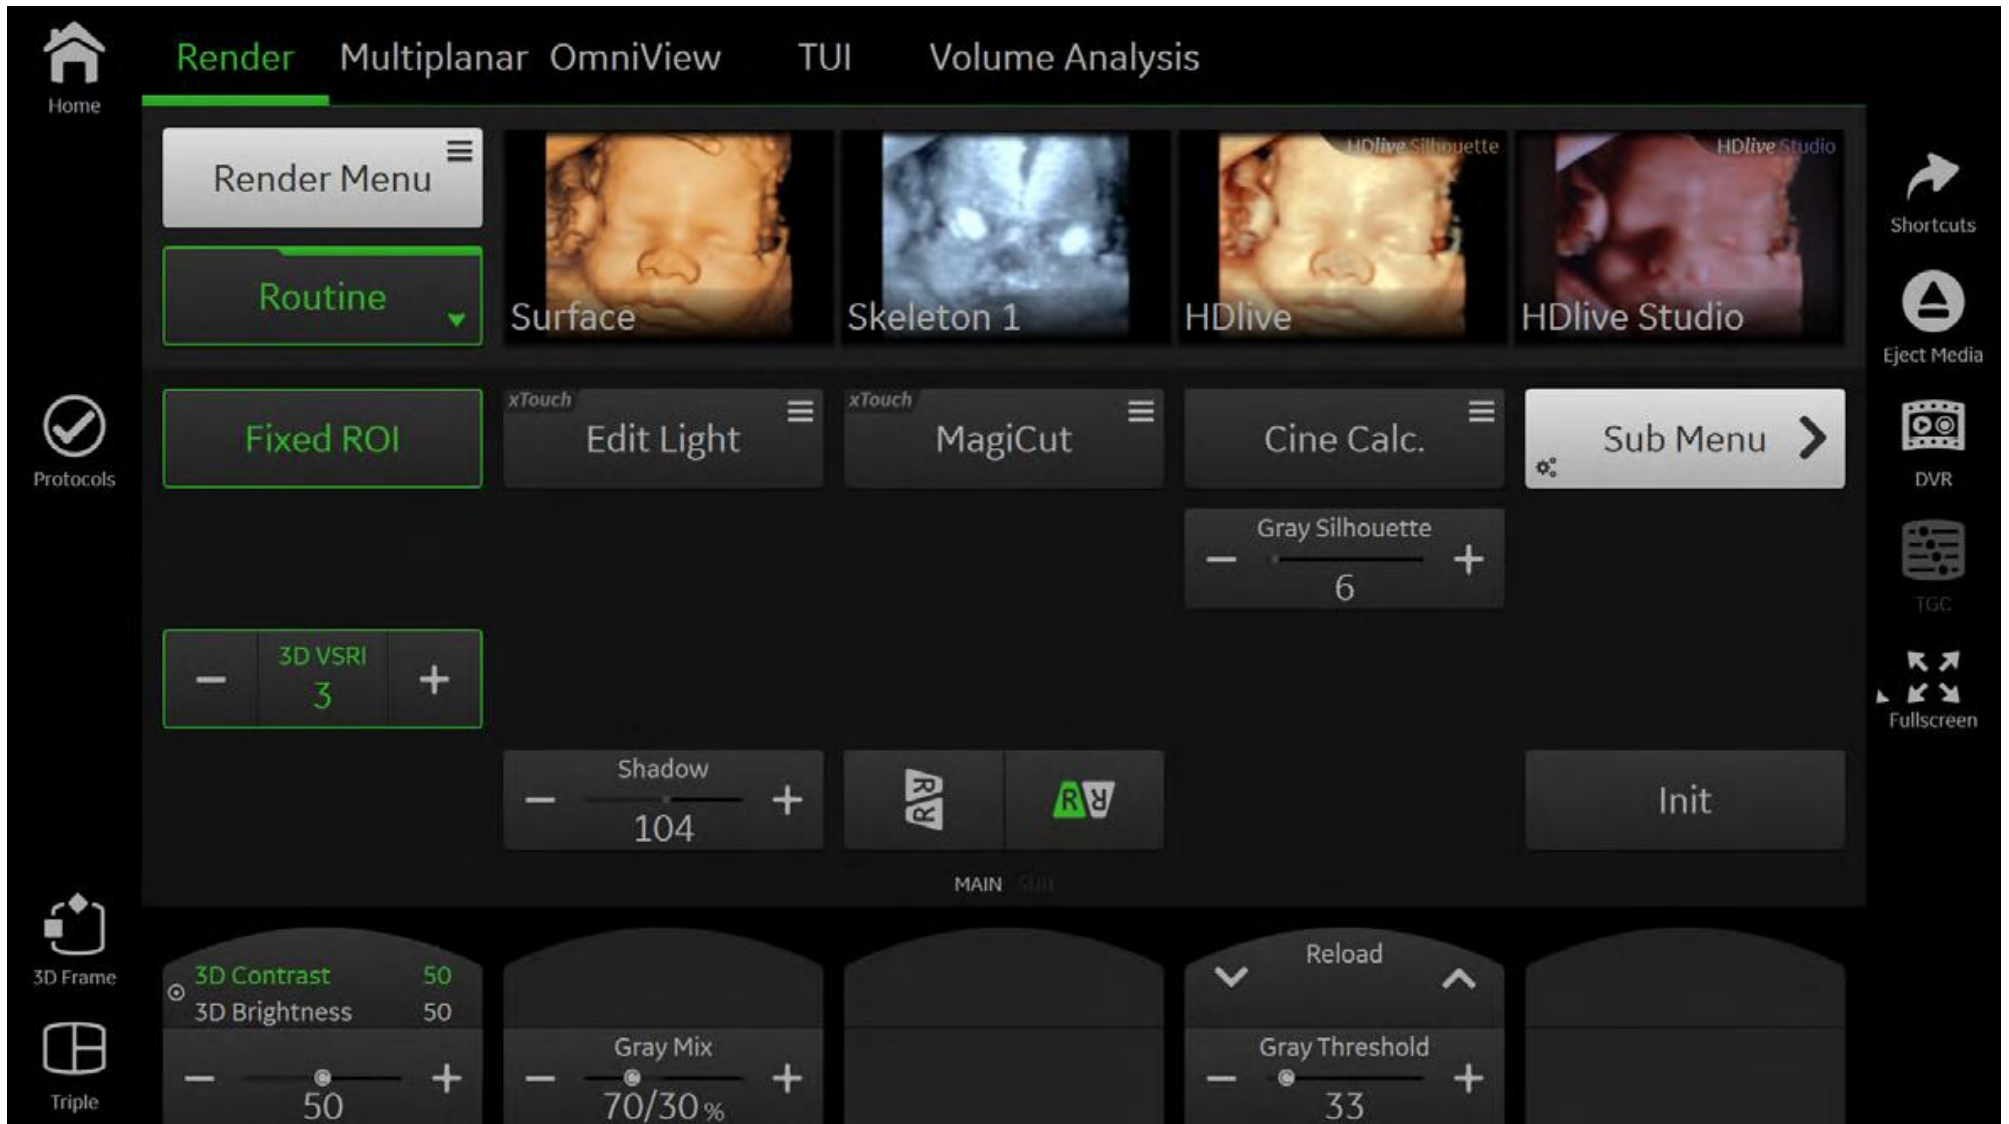 Home
Render
Multiplanar
OmniView
TUI
Volume Analysis
Render Menu
HDlive Silhouette
HDlive Studio
Shortcuts
Routine
Surface
Skeleton 1
HDlive
HDlive Studio
Eject Media
Fixed ROI
xTouch
Edit Light
xTouch
MagiCut
Cine Calc.
Sub Menu
Protocols
DVR
Gray Silhouette
6
TGC
3D VSRI
3
Fullscreen
Shadow
104
R R
R R
Init
MAIN SUB
3D Frame
3D Contrast 50
3D Brightness 50
Reload
Gray Mix
Gray Threshold
Triple
50
70/30 %
33